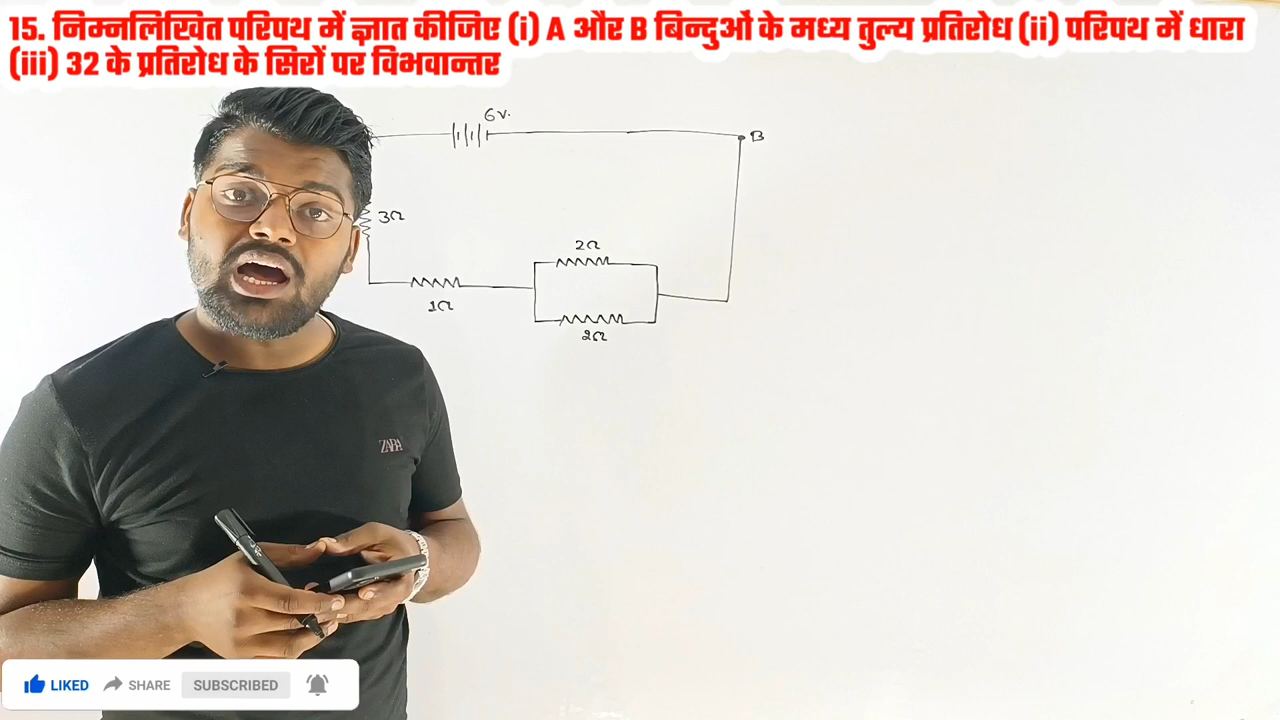 15. निम्नलिखित परिपथ में ज्ञात कीजिए (i) A और B बिन्दुओं के मध्य तुल्य प्रतिरोध (ii) परिपथ में धारा
(iii) 32 के प्रतिरोध के सिरों पर विभवान्तर
6V.
B
3Ω
2Ω
1Ω
2Ω
ZARA
LIKED SHARE SUBSCRIBED